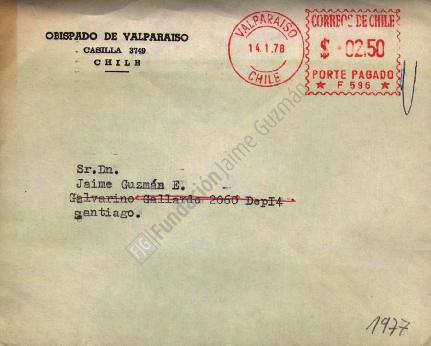 OBISPADO DE VALPARAISO
CASILLA 3749
CHILE
VALPARAISO
14.1.78
CHILE
CORREOS DE CHILE
$ 02.50
PORTE PAGADO
★ F 596 ★
Sr.Dn.
Jaime Guzmán E.
Galvarino Gallardo 2060 DepI4
santiago.
FJG Fundación Jaime Guzmán
1977